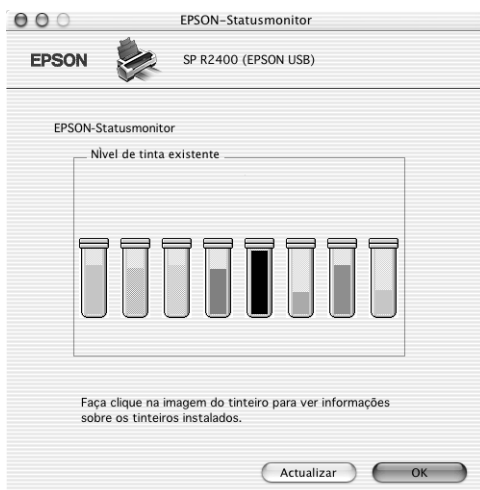 EPSON-Statusmonitor
EPSON
SP R2400 (EPSON USB)
EPSON-Statusmonitor
NÌvel de tinta existente
Faça clique na imagem do tinteiro para ver informações
sobre os tinteiros instalados.
Actualizar
OK